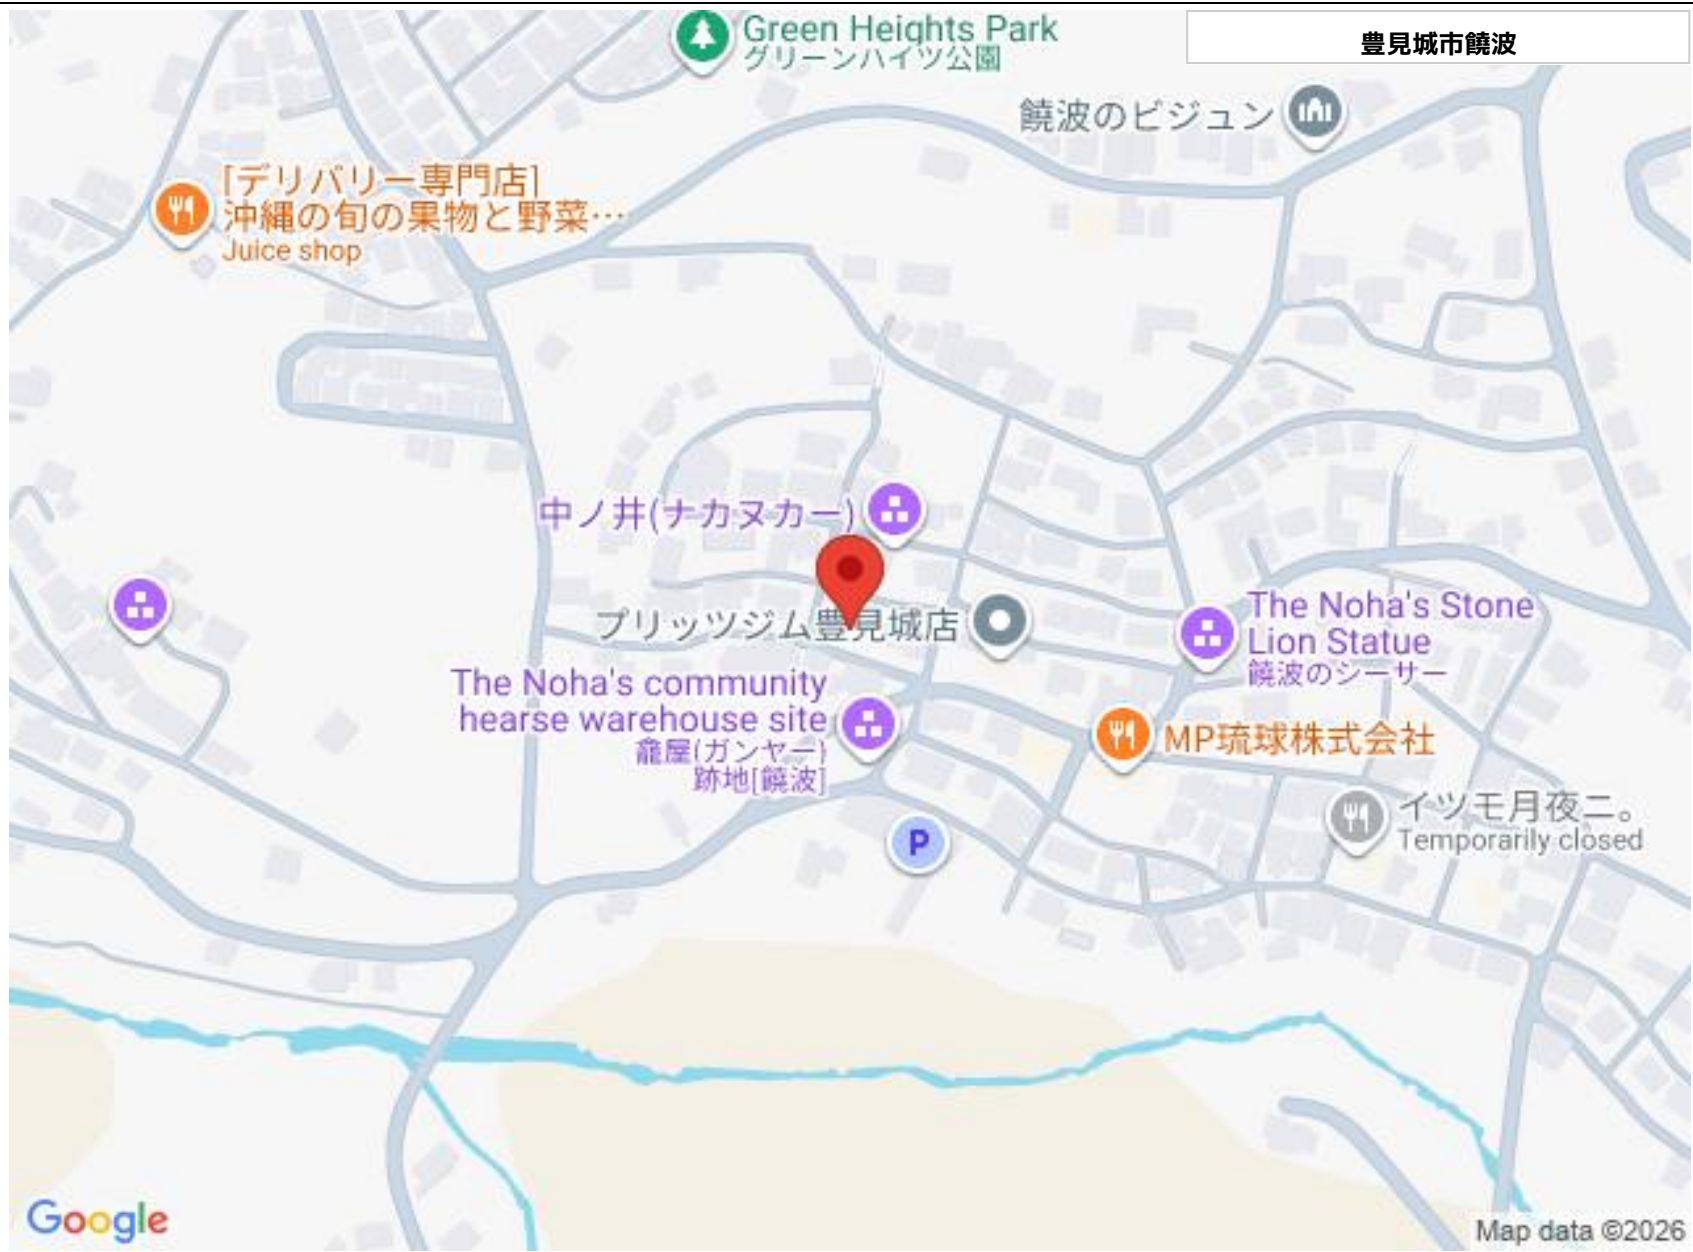 Green Heights Park
グリーンハイツ公園
豊見城市饒波
饒波のビジュン
[デリバリー専門店]
沖縄の旬の果物と野菜…
Juice shop
中ノ井(ナカヌカー)
プリッツジム豊見城店
The Noha's Stone
Lion Statue
饒波のシーサー
The Noha's community
hearse warehouse site
龕屋(ガンヤー)
跡地[饒波]
MP琉球株式会社
イツモ月夜ニ。
Temporarily closed
P
Google
Map data ©2026